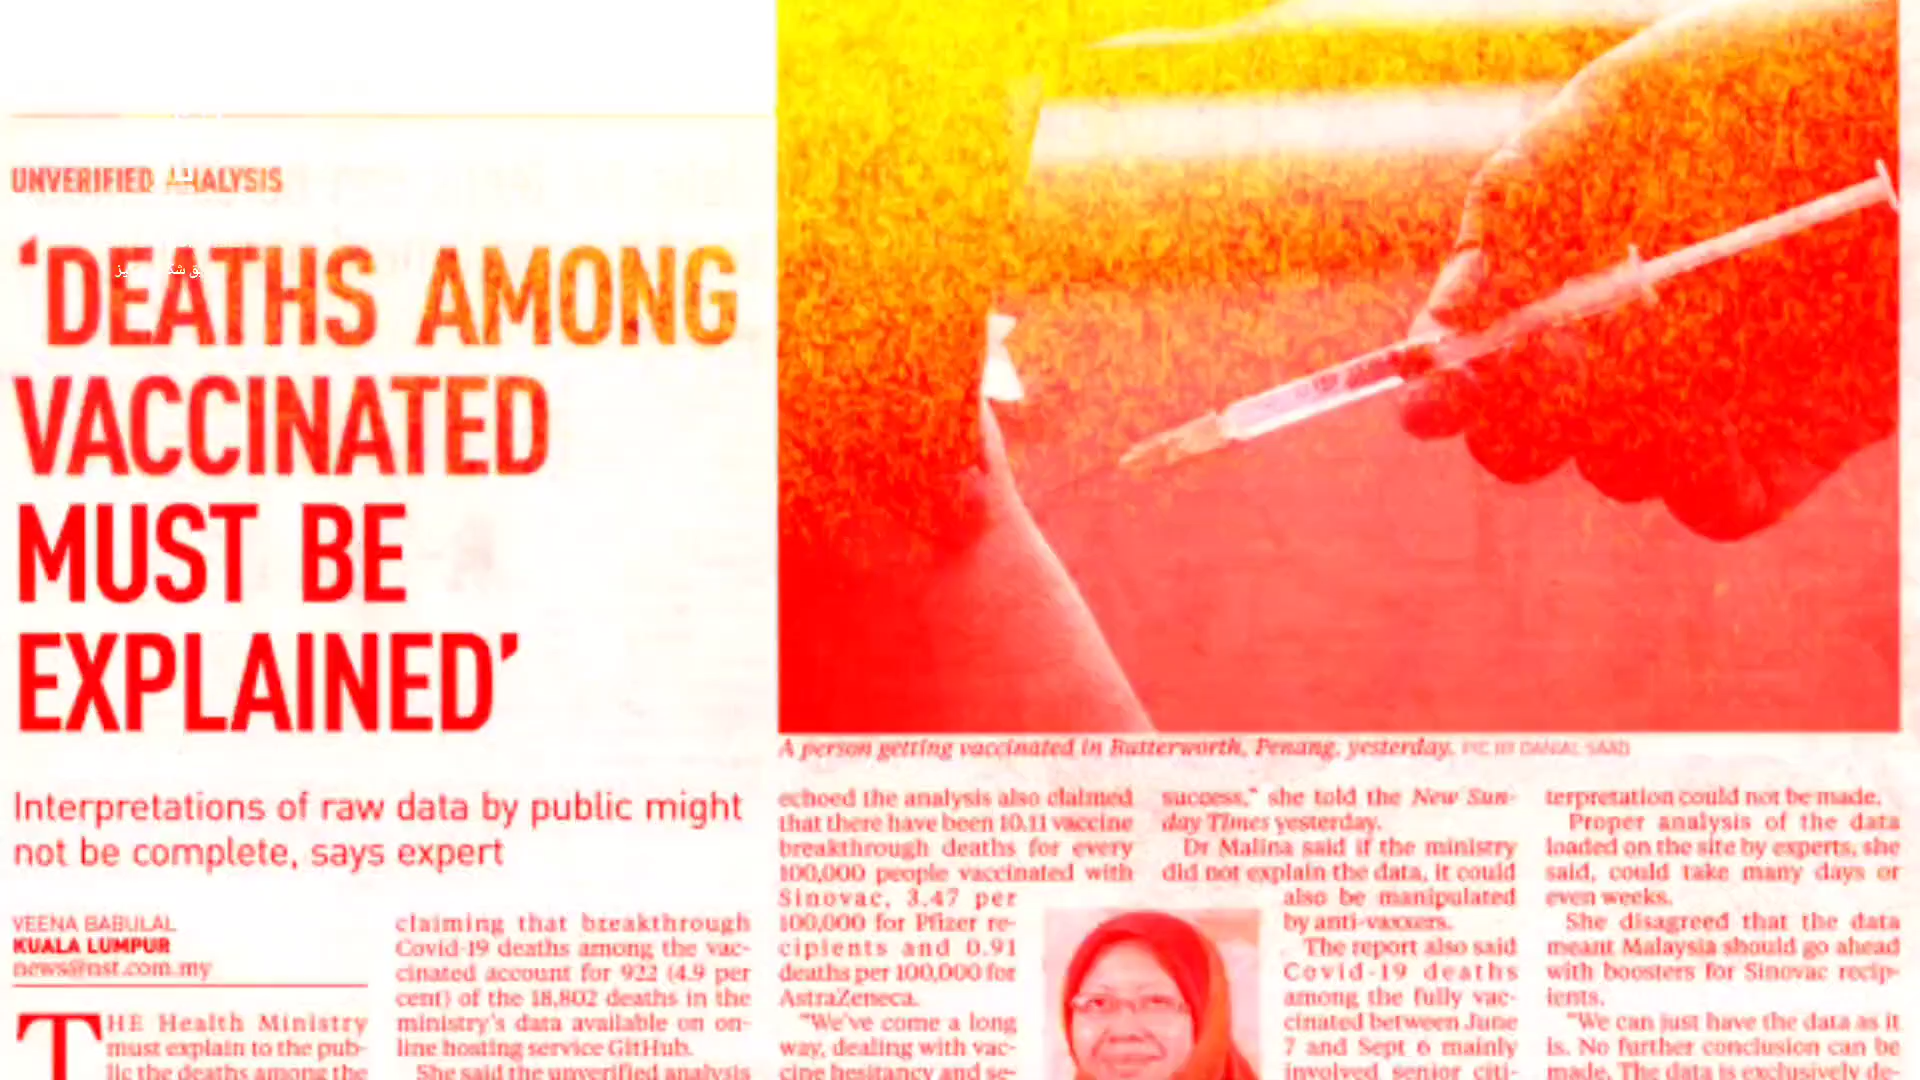 UNVERIFIED ANALYSIS
‘DEATHS AMONG
VACCINATED
MUST BE
EXPLAINED’
Interpretations of raw data by public might
not be complete, says expert
VEENA BABULAL
KUALA LUMPUR
news@nst.com.my
THE Health Ministry
must explain to the pub-
lic the deaths among the
claiming that breakthrough
Covid-19 deaths among the vac-
cinated account for 922 (4.9 per
cent) of the 18,802 deaths in the
ministry's data available on on-
line hosting service GitHub.
She said the unverified analysis
A person getting vaccinated in Butterworth, Penang, yesterday. PIC BY DANIAL SAAD
echoed the analysis also claimed
that there have been 10.11 vaccine
breakthrough deaths for every
100,000 people vaccinated with
Sinovac, 3.47 per
100,000 for Pfizer re-
cipients and 0.91
deaths per 100,000 for
AstraZeneca.
"We've come a long
way, dealing with vac-
cine hesitancy and se-
success," she told the New Sun-
day Times yesterday.
Dr Malina said if the ministry
did not explain the data, it could
also be manipulated
by anti-vaxxers.
The report also said
Covid-19 deaths
among the fully vac-
cinated between June
7 and Sept 6 mainly
involved senior citi-
terpretation could not be made.
Proper analysis of the data
loaded on the site by experts, she
said, could take many days or
even weeks.
She disagreed that the data
meant Malaysia should go ahead
with boosters for Sinovac recip-
ients.
"We can just have the data as it
is. No further conclusion can be
made. The data is exclusively de-